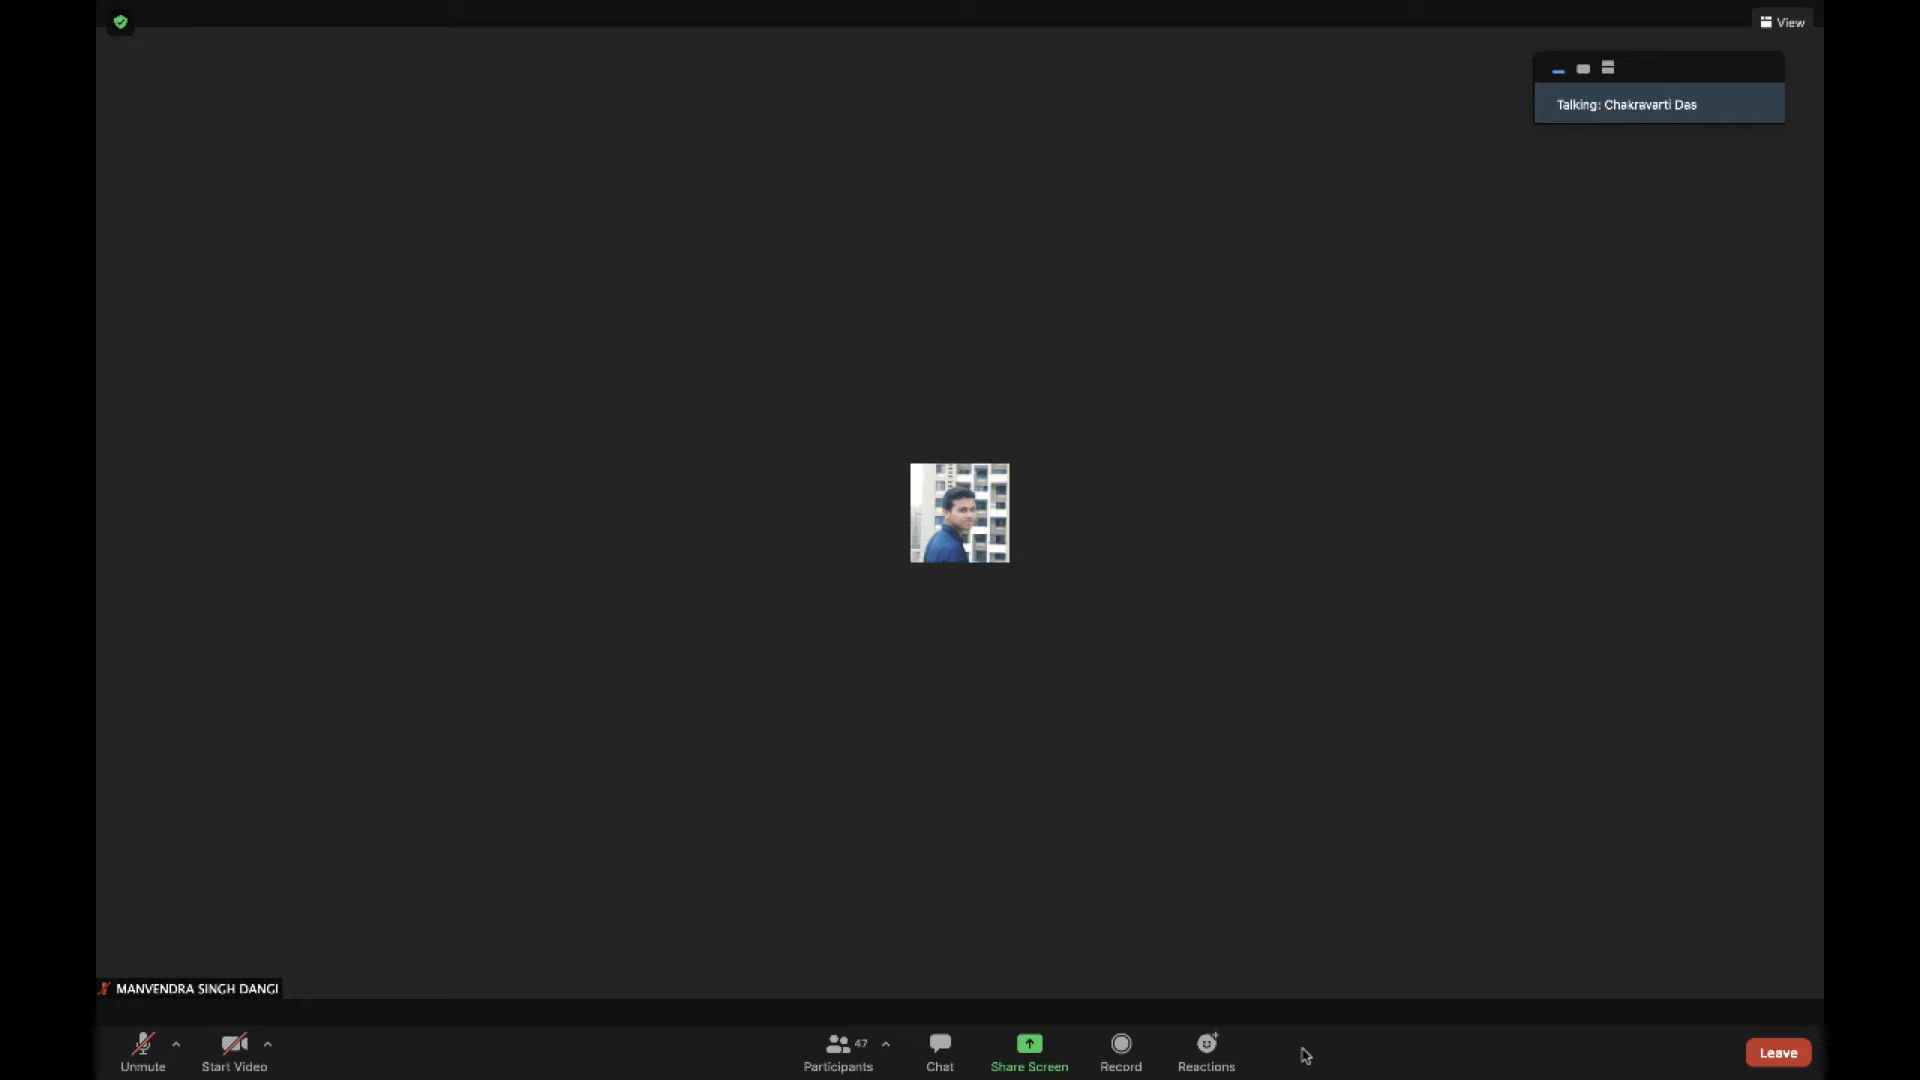 View
Talking: Chakravarti Das
MANVENDRA SINGH DANGI
Unmute
Start Video
47
Participants
Chat
Share Screen
Record
Reactions
Leave